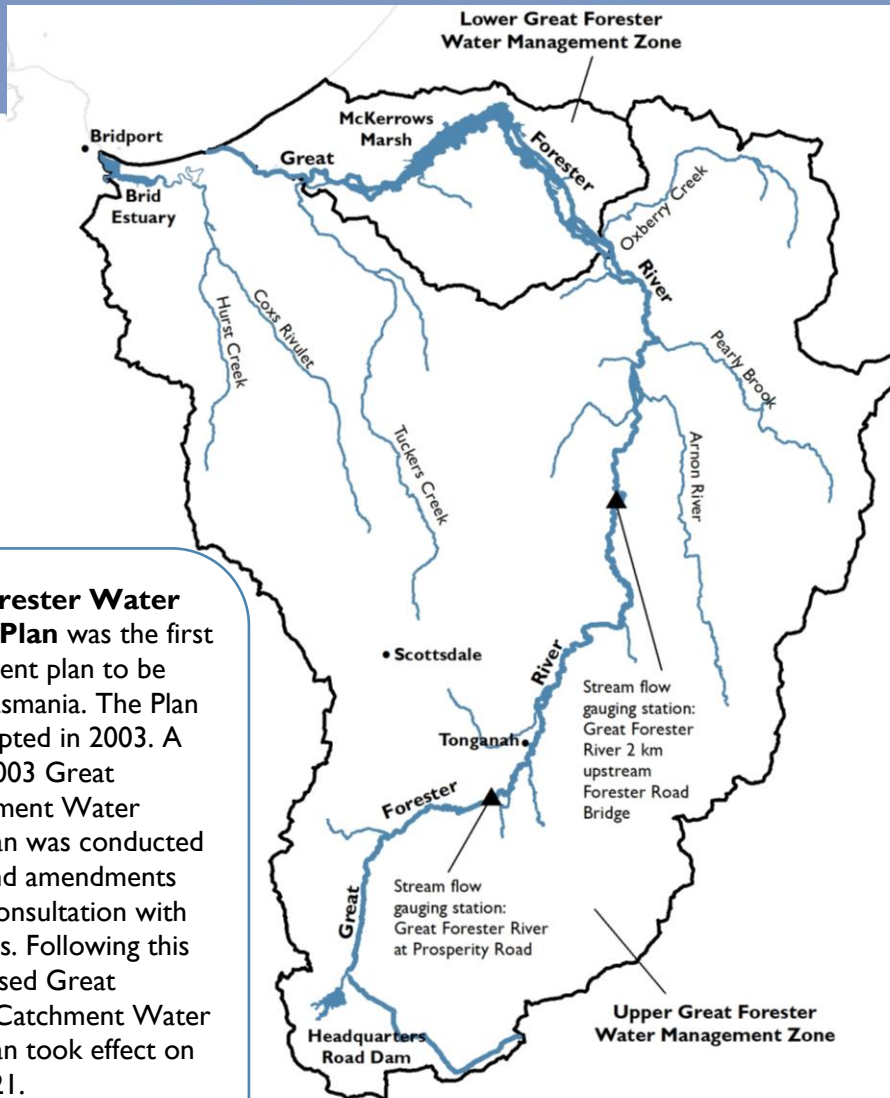 Lower Great Forester
Water Management Zone
McKerrows
Marsh
Bridport
Great
Forester
Brid
Estuary
Oxberry Creek
River
Hurst Creek
Coxs Rivulet
Pearly Brook
Tuckers Creek
Arnon River
Scottsdale
River
Stream flow
gauging station:
Great Forester
River 2 km
upstream
Forester Road
Bridge
Tonganah
Forester
Great
Stream flow
gauging station:
Great Forester River
at Prosperity Road
Headquarters
Road Dam
Upper Great Forester
Water Management Zone
rester Water
Plan was the first
ent plan to be
smania. The Plan
pted in 2003. A
003 Great
ment Water
an was conducted
nd amendments
onsultation with
s. Following this
sed Great
Catchment Water
an took effect on
21.